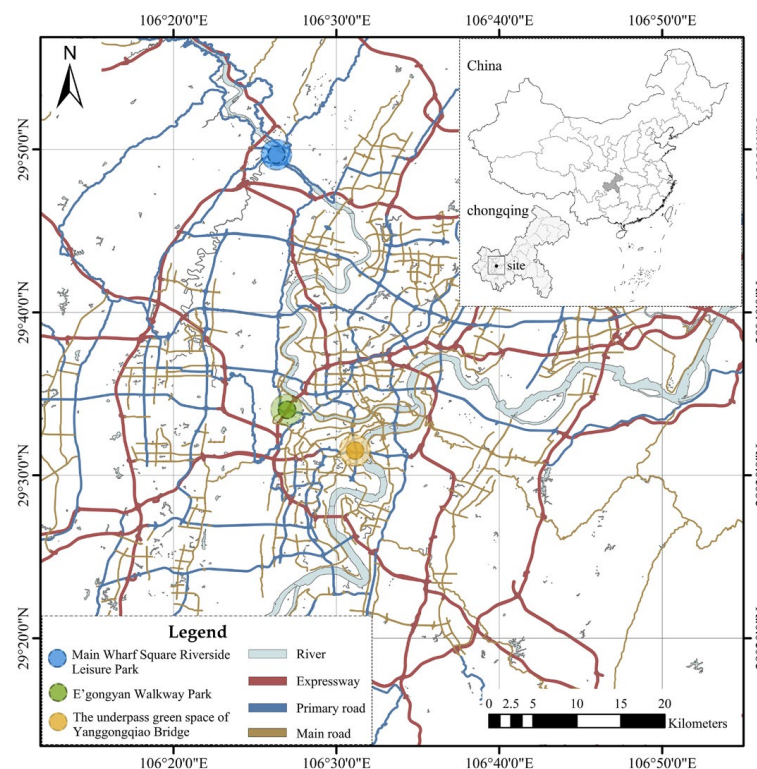 106°20'0"E 106°30'0"E 106°40'0"E 106°50'0"E
N
China
29°50'0"N
chongqing
site
29°40'0"N
29°30'0"N
29°20'0"N
Legend
Main Wharf Square Riverside
Leisure Park
E'gongyan Walkway Park
The underpass green space of
Yanggongqiao Bridge
River
Expressway
Primary road
Main road
0 2.5 5 10 15 20
Kilometers
106°20'0"E 106°30'0"E 106°40'0"E 106°50'0"E